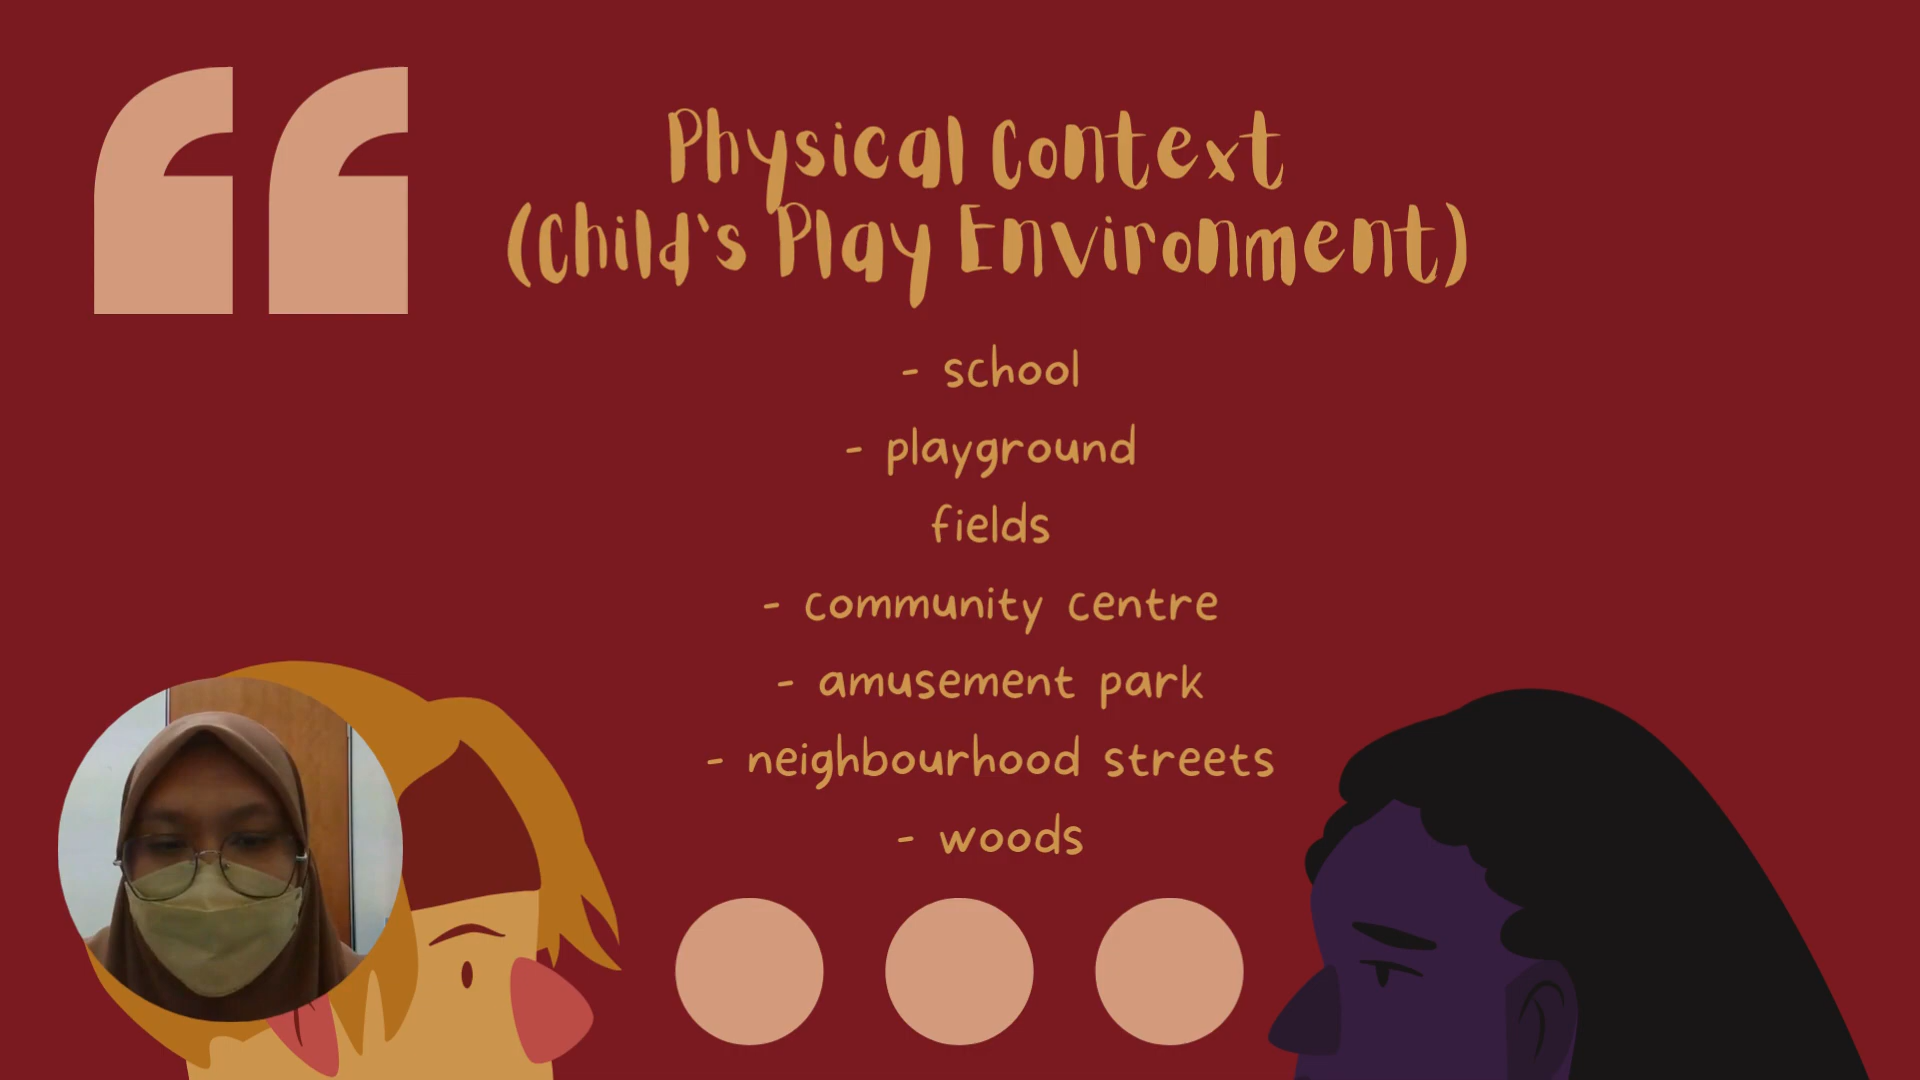 Physical Context
(Child's Play Environment)
- school
- playground
fields
- community centre
- amusement park
- neighbourhood streets
- woods